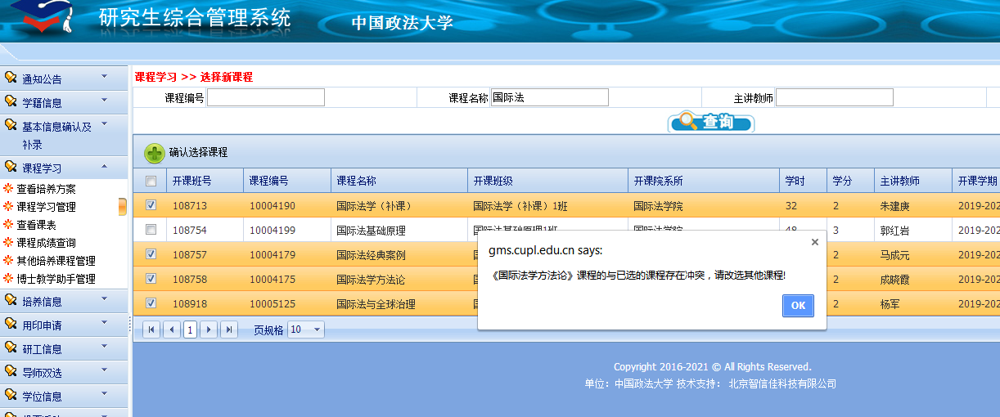 研究生综合管理系统 中国政法大学
通知公告
学籍信息
基本信息确认及
补录
课程学习
查看培养方案
课程学习管理
查看课表
课程成绩查询
其他培养课程管理
博士教学助手管理
培养信息
用印申请
研工信息
导师双选
学位信息
课程学习 >> 选择新课程
课程编号 课程名称 国际法 主讲教师
查询
确认选择课程
开课班号 课程编号 课程名称 开课班级 开课院系所 学时 学分 主讲教师 开课学期
108713 10004190 国际法学（补课） 国际法学（补课）1班 国际法学院 32 2 朱建庚 2019-202
108754 10004199 国际法基础原理 国际法基础原理1班 国际法学院 48 3 郭红岩 2019-202
108757 10004179 国际法经典案例 2 马成元 2019-202
108758 10004175 国际法学方法论 2 成晓霞 2019-202
108918 10005125 国际法与全球治理 2 杨军 2019-202
gms.cupl.edu.cn says:
《国际法学方法论》课程的与已选的课程存在冲突，请改选其他课程!
OK
1 页规格 10
Copyright 2016-2021 © All Rights Reserved.
单位：中国政法大学 技术支持： 北京智信佳科技有限公司